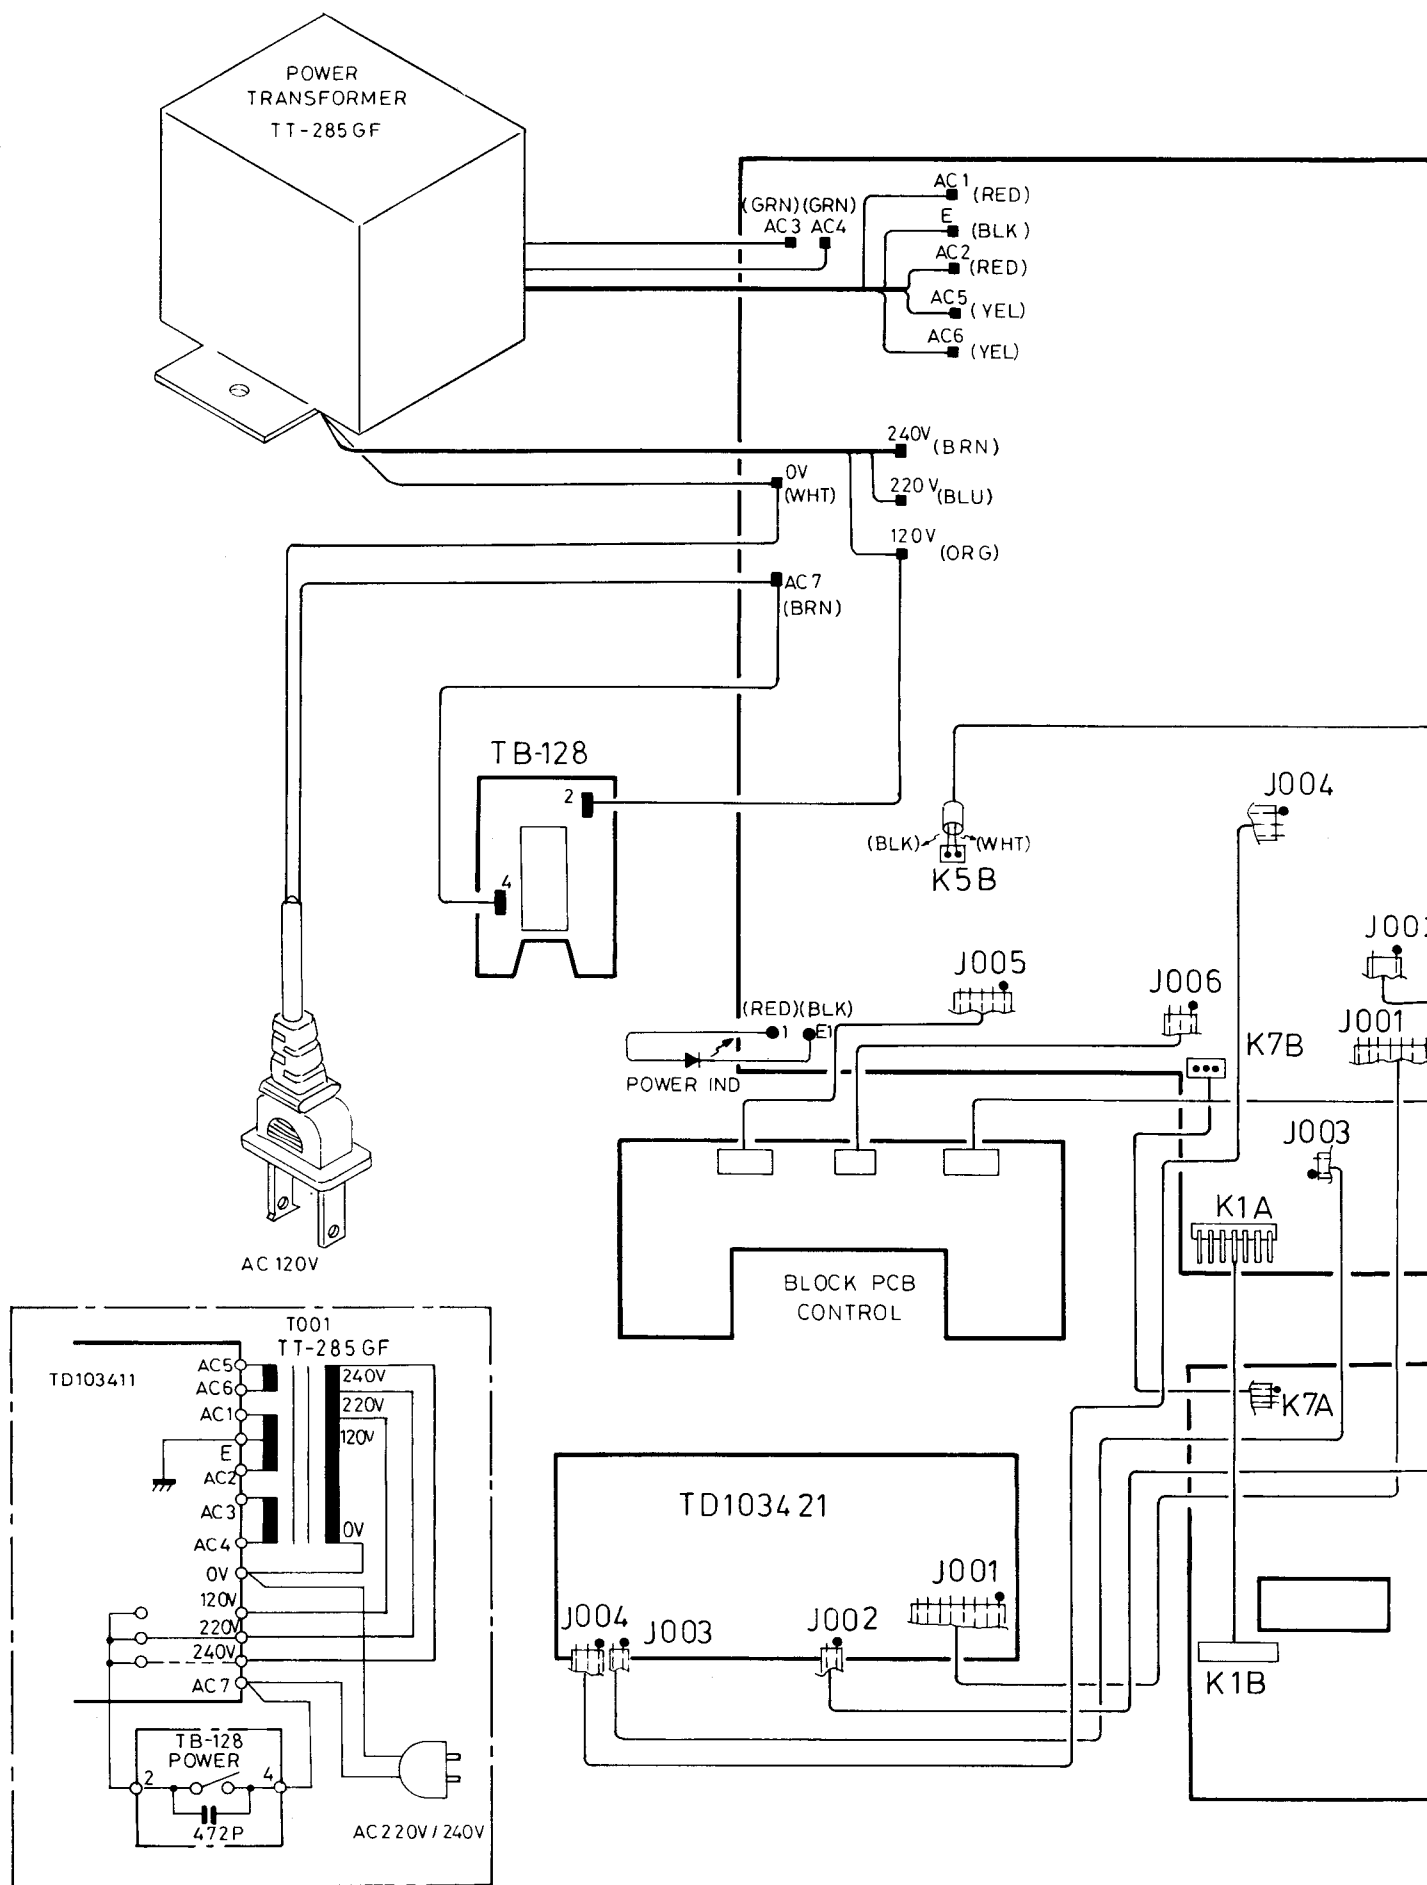 POWER
TRANSFORMER
TT-285GF
AC1 (RED)
(GRN)(GRN)
AC3 AC4
E (BLK)
AC2 (RED)
AC5 (YEL)
AC6 (YEL)
240V (BRN)
0V
(WHT)
220V (BLU)
120V (ORG)
AC7
(BRN)
TB-128
2
4
(BLK) (WHT)
K5B
J004
J005
J006
J001
K7B
(RED)(BLK)
1 E1
POWER IND
J003
K1A
AC 120V
BLOCK PCB
CONTROL
K7A
T001
TT-285GF
TD103411
AC5
AC6
AC1
E
AC2
AC3
AC4
0V
120V
220V
240V
AC7
240V
220V
120V
0V
TB-128
POWER
2 4
472P
AC220V/240V
TD103421
J001
J004 J003 J002
K1B